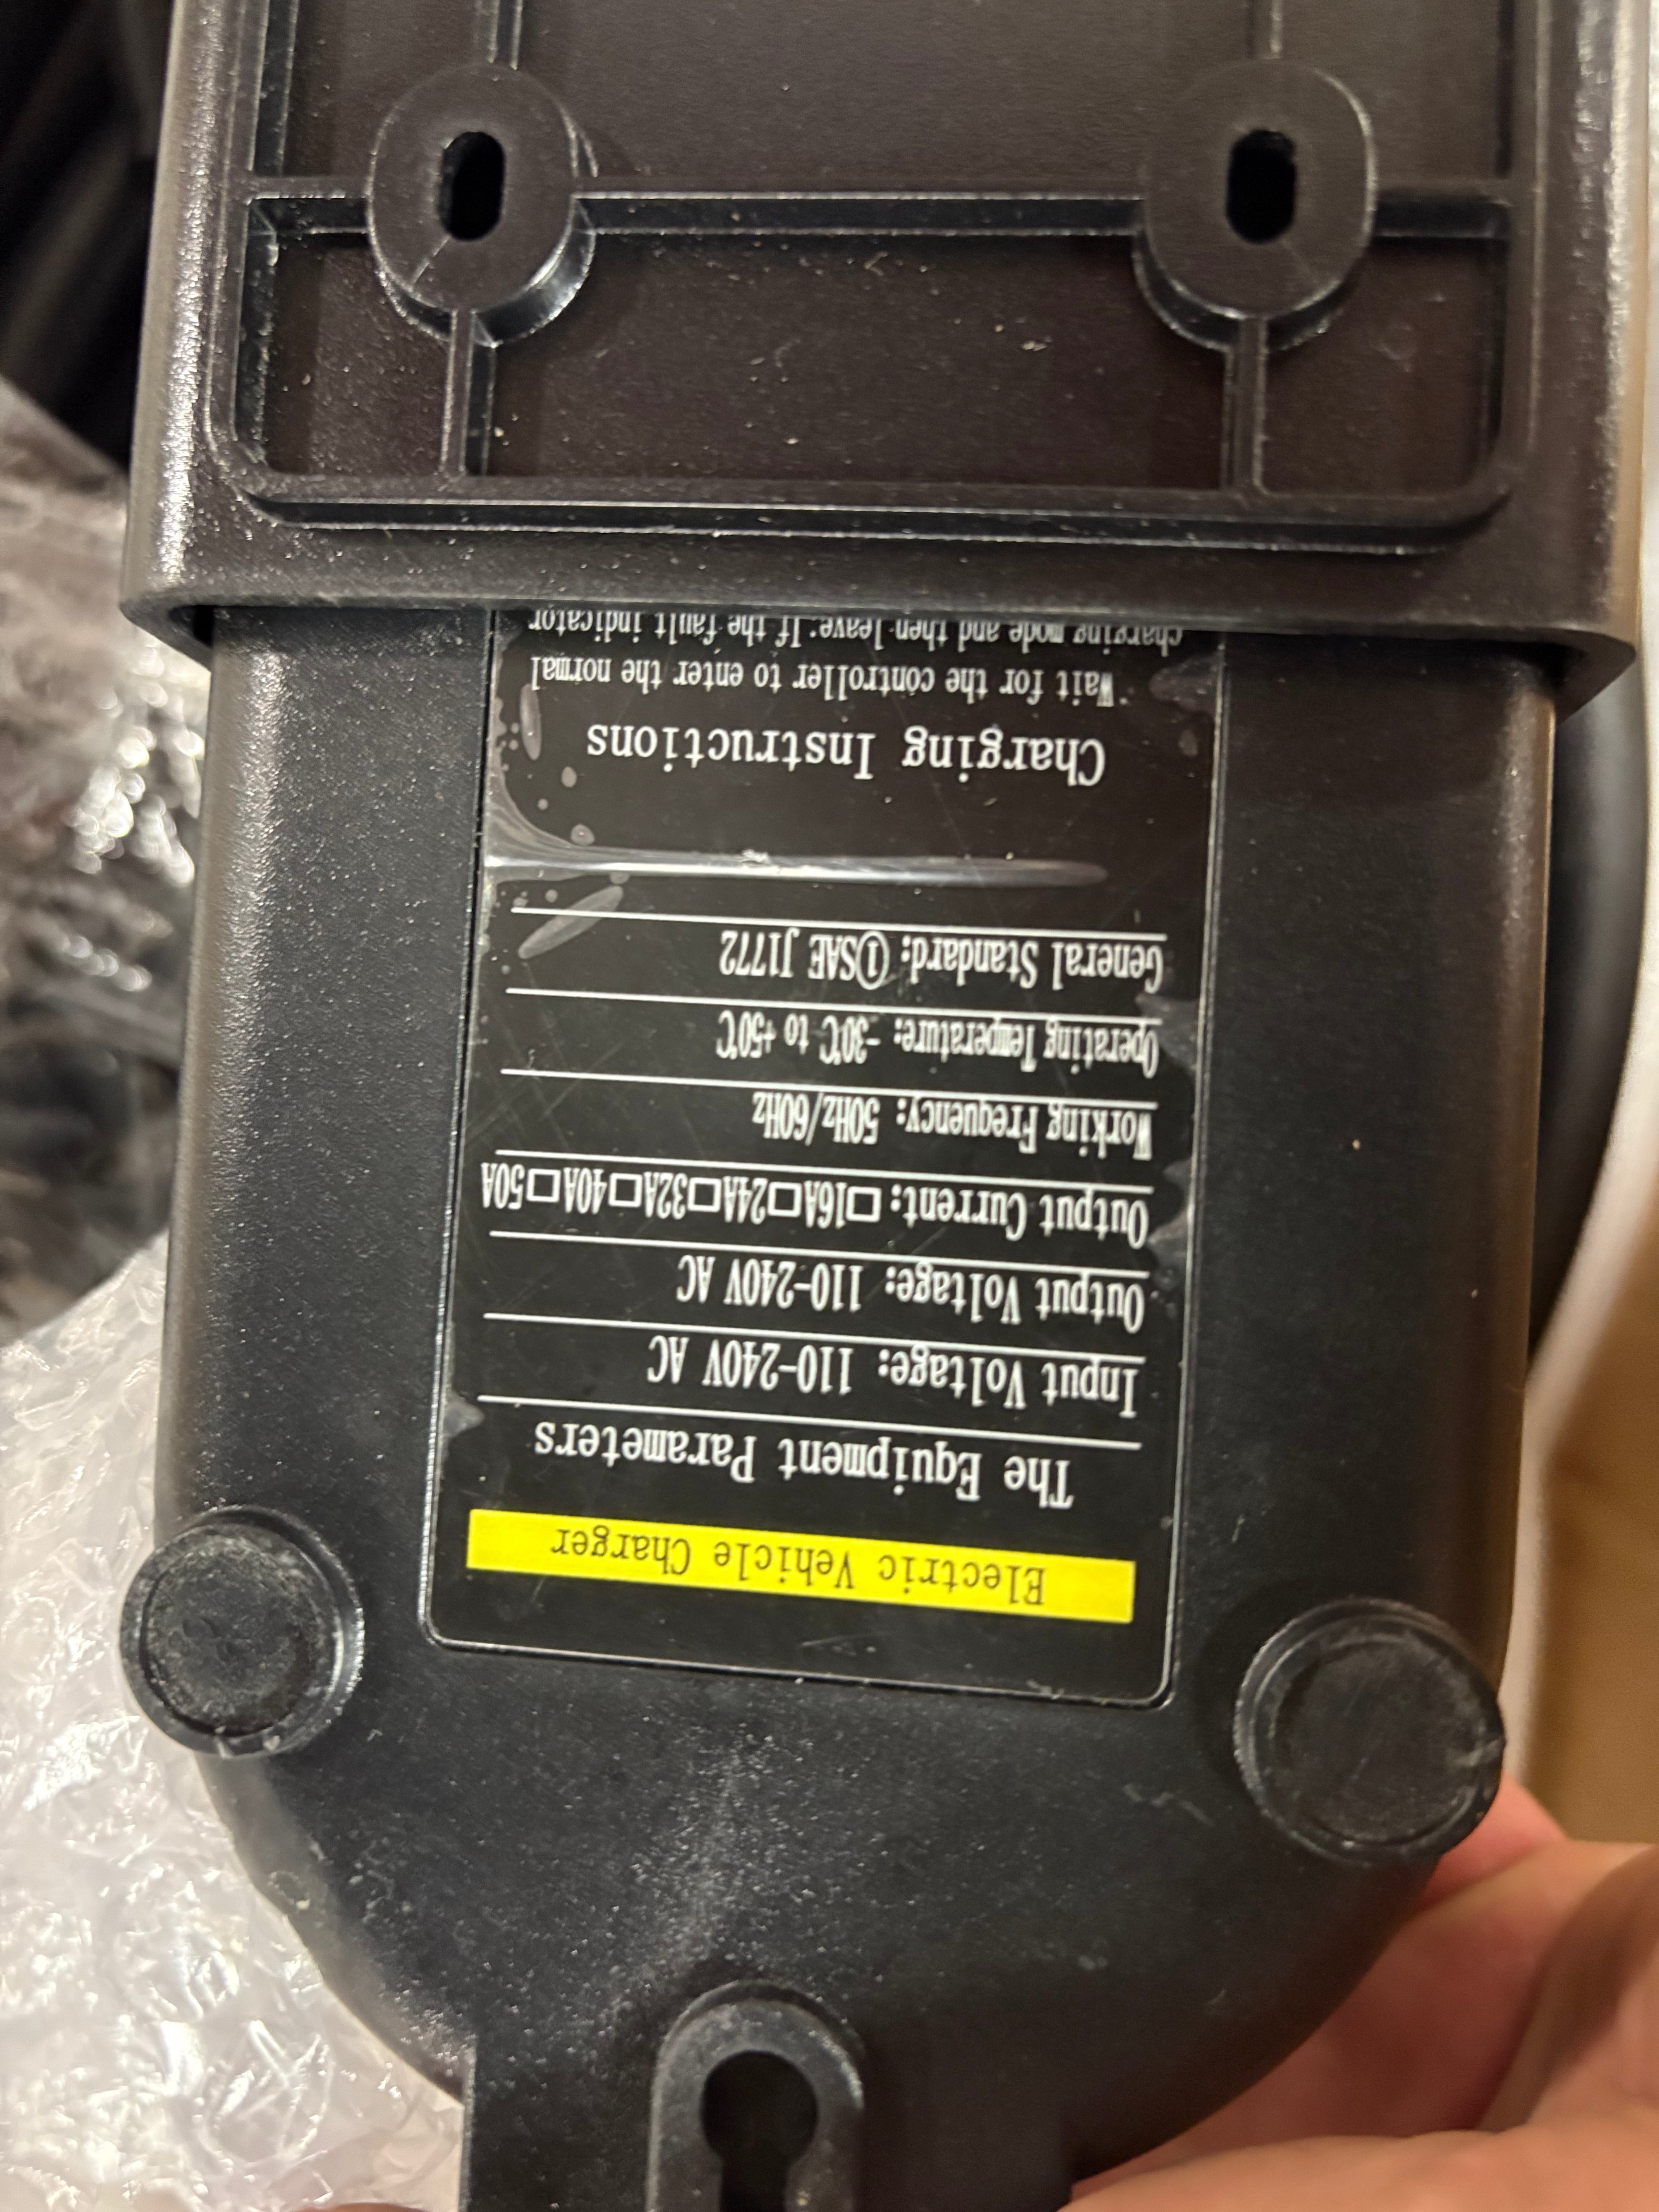 Electric Vehicle Charger
The Equipment Parameters
Input Voltage: 110-240V AC
Output Voltage: 110-240V AC
Output Current: □16A□24A□32A□40A□50A
Working Frequency: 50Hz/60Hz
Operating Temperature: -30℃ to +50℃
General Standard: ①SAE J1772
Charging Instructions
"Wait for the controller to enter the normal
charging mode and then leave; If the fault indicator